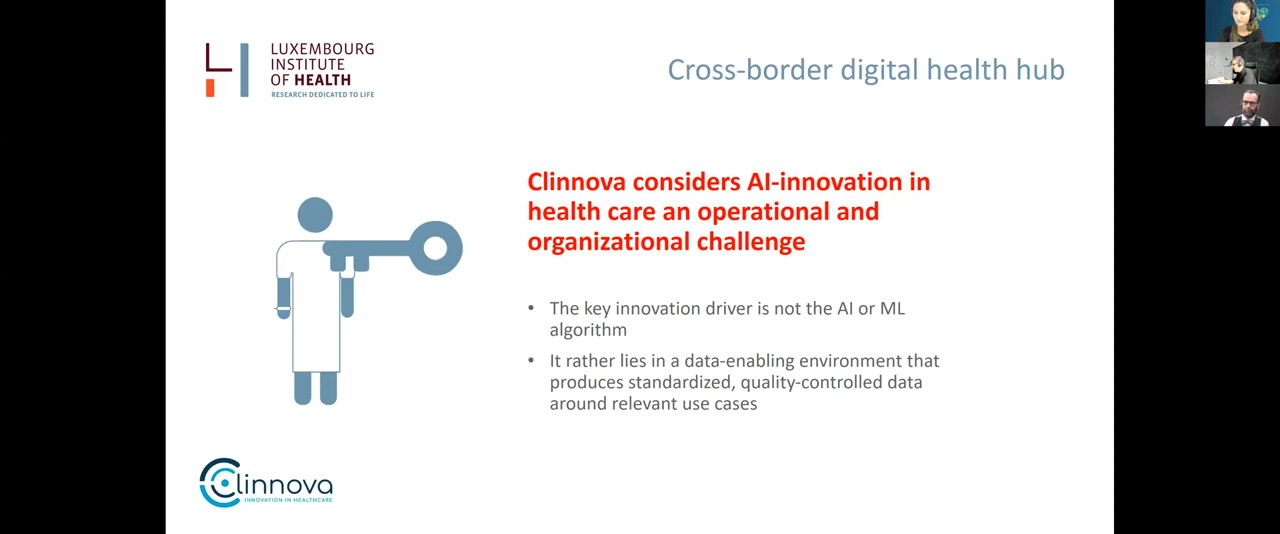 LUXEMBOURG
INSTITUTE
OF HEALTH
RESEARCH DEDICATED TO LIFE
Cross-border digital health hub
Clinnova considers AI-innovation in
health care an operational and
organizational challenge
• The key innovation driver is not the AI or ML
algorithm
• It rather lies in a data-enabling environment that
produces standardized, quality-controlled data
around relevant use cases
Clinnova
INNOVATION IN HEALTHCARE